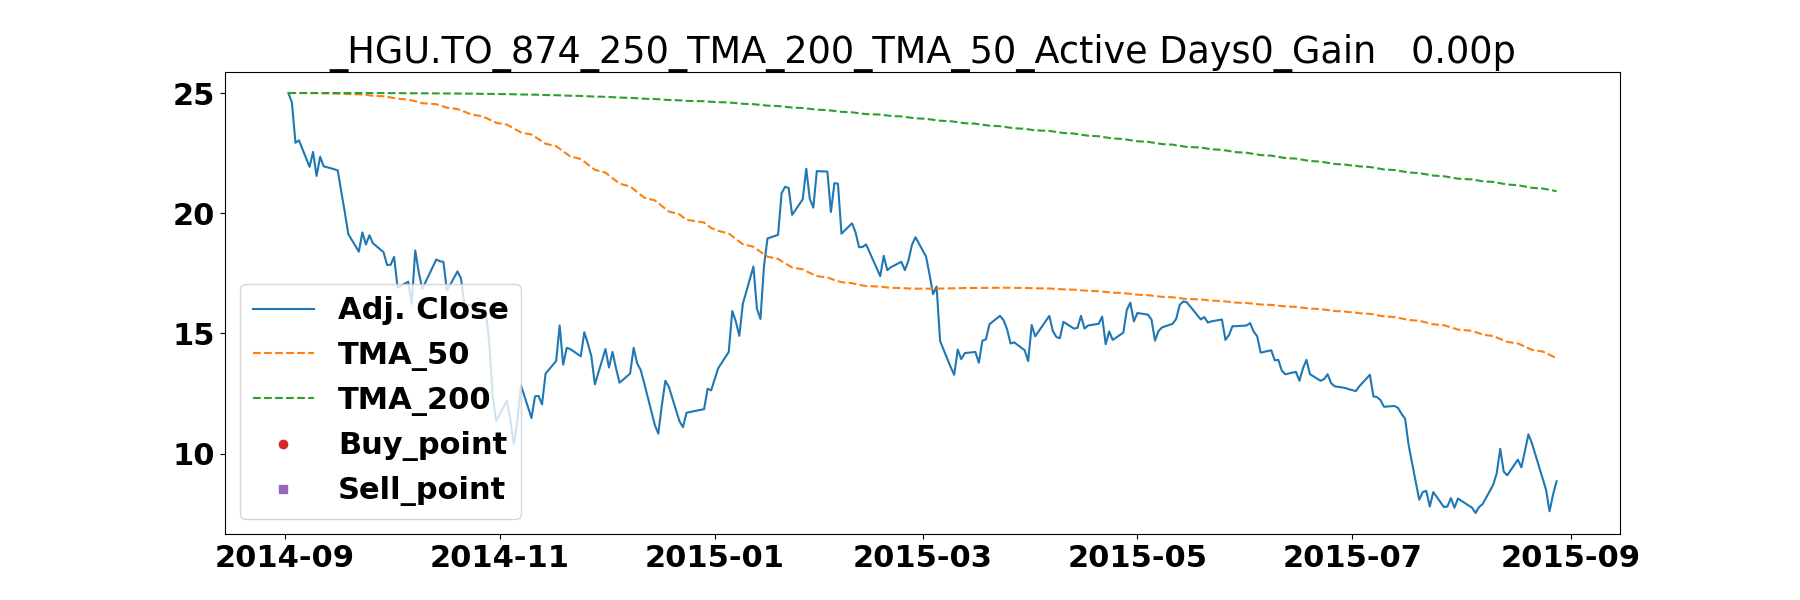 _HGU.TO_874_250_TMA_200_TMA_50_Active Days0_Gain   0.00p
25
20
15
10
Adj. Close
TMA_50
TMA_200
Buy_point
Sell_point
2014-09 2014-11 2015-01 2015-03 2015-05 2015-07 2015-09